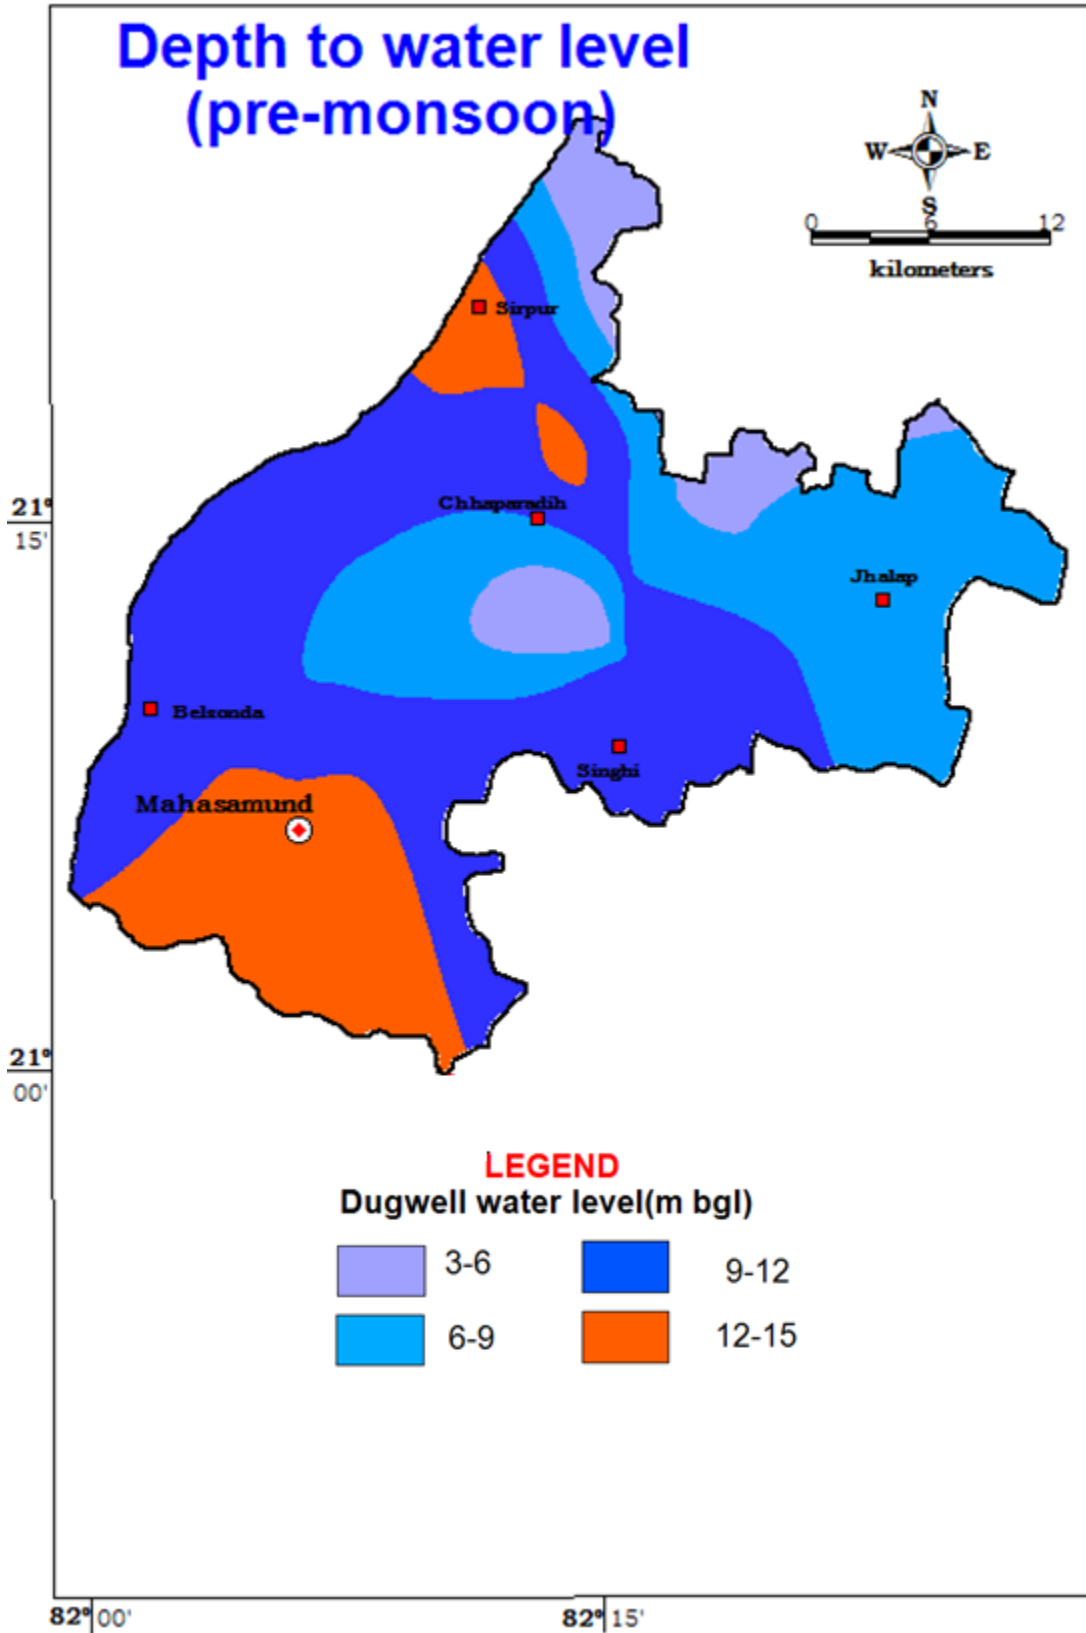 Depth to water level
(pre-monsoon)
N
W E
S
0 6 12
kilometers
Sirpur
Chhaparadih
21°
15'
Jhalap
Belsonda
Singhi
Mahasamund
21°
00'
LEGEND
Dugwell water level(m bgl)
3-6 9-12
6-9 12-15
82° 00' 82° 15'